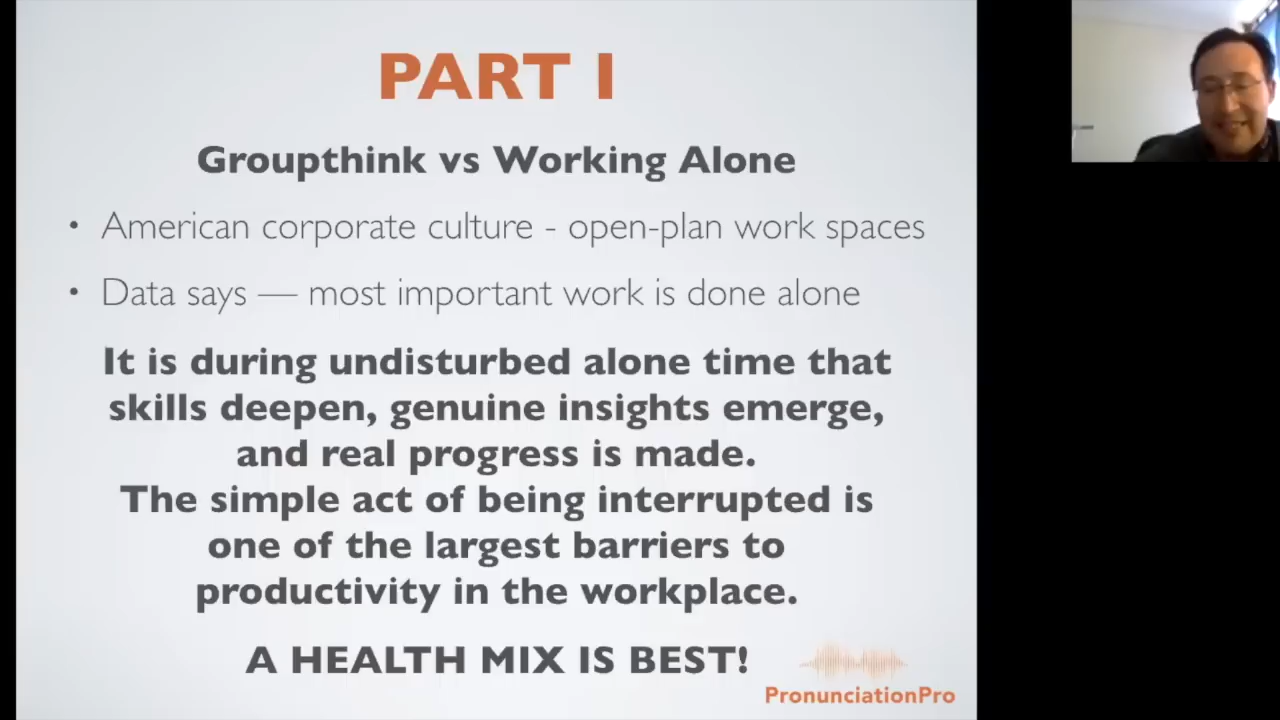 PART I
Groupthink vs Working Alone
• American corporate culture - open-plan work spaces
• Data says — most important work is done alone
It is during undisturbed alone time that
skills deepen, genuine insights emerge,
and real progress is made.
The simple act of being interrupted is
one of the largest barriers to
productivity in the workplace.
A HEALTH MIX IS BEST!
PronunciationPro